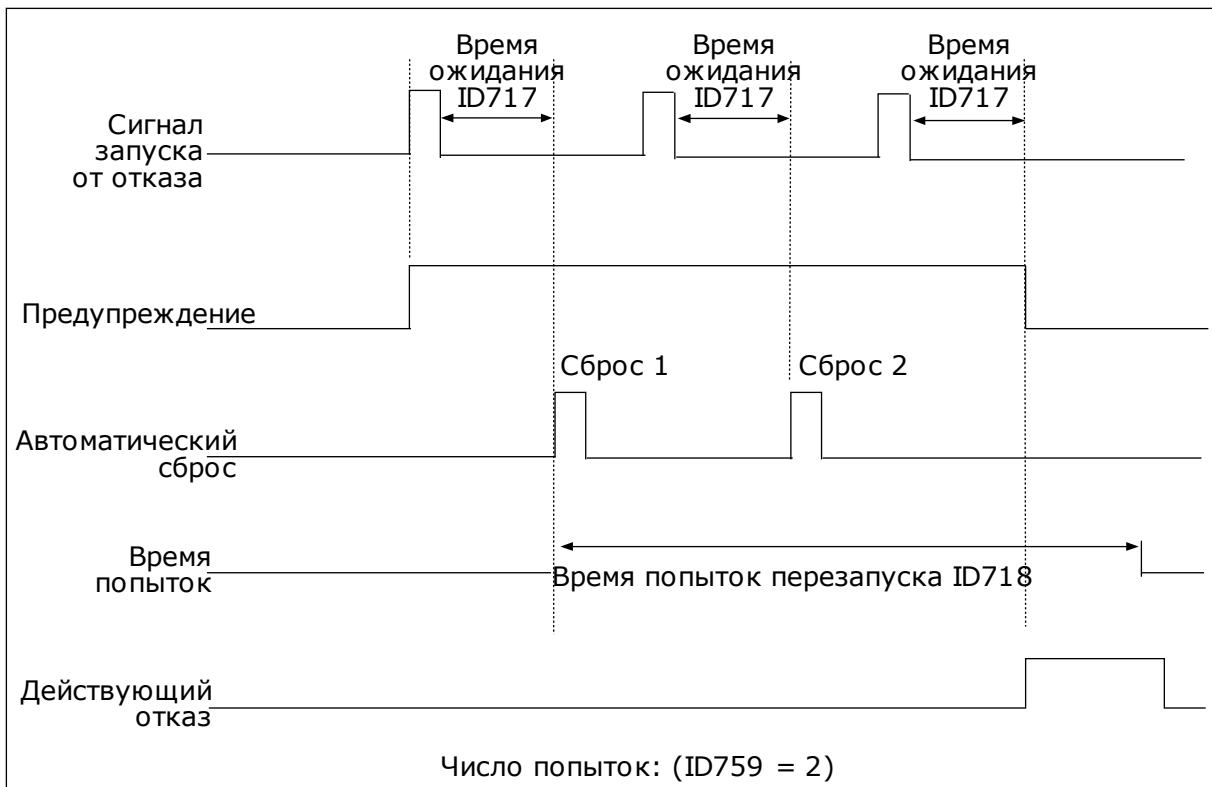 Время
ожидания
ID717
Время
ожидания
ID717
Время
ожидания
ID717
Сигнал
запуска
от отказа
Предупреждение
Сброс 1
Сброс 2
Автоматический
сброс
Время
попыток
Время попыток перезапуска ID718
Действующий
отказ
Число попыток: (ID759 = 2)